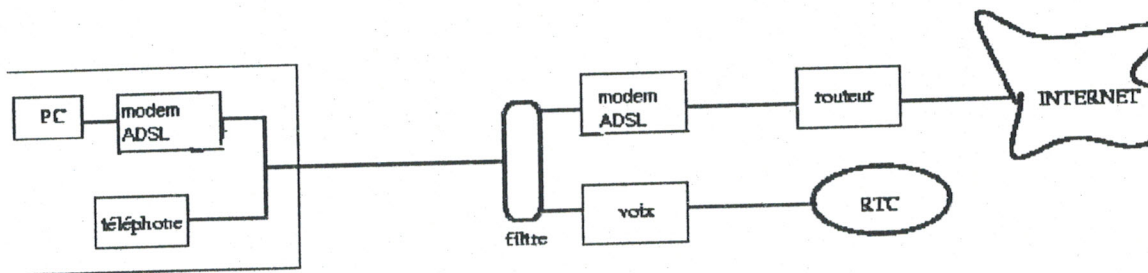 PC
modem
ADSL
téléphone
filtre
modem
ADSL
voix
routeur
RTC
INTERNET